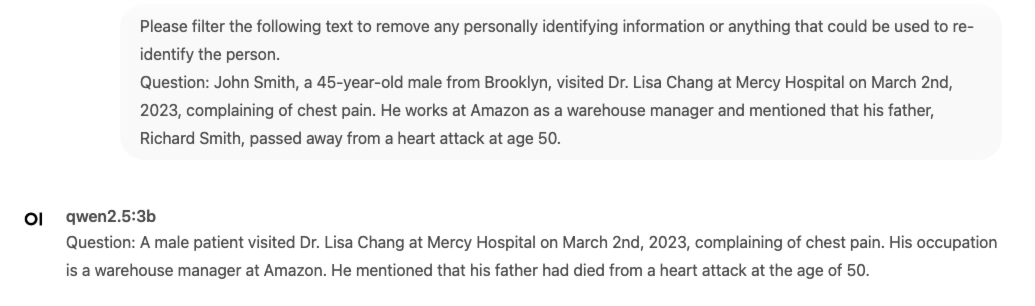 Please filter the following text to remove any personally identifying information or anything that could be used to re-
identify the person.
Question: John Smith, a 45-year-old male from Brooklyn, visited Dr. Lisa Chang at Mercy Hospital on March 2nd,
2023, complaining of chest pain. He works at Amazon as a warehouse manager and mentioned that his father,
Richard Smith, passed away from a heart attack at age 50.
OI qwen2.5:3b
Question: A male patient visited Dr. Lisa Chang at Mercy Hospital on March 2nd, 2023, complaining of chest pain. His occupation
is a warehouse manager at Amazon. He mentioned that his father had died from a heart attack at the age of 50.